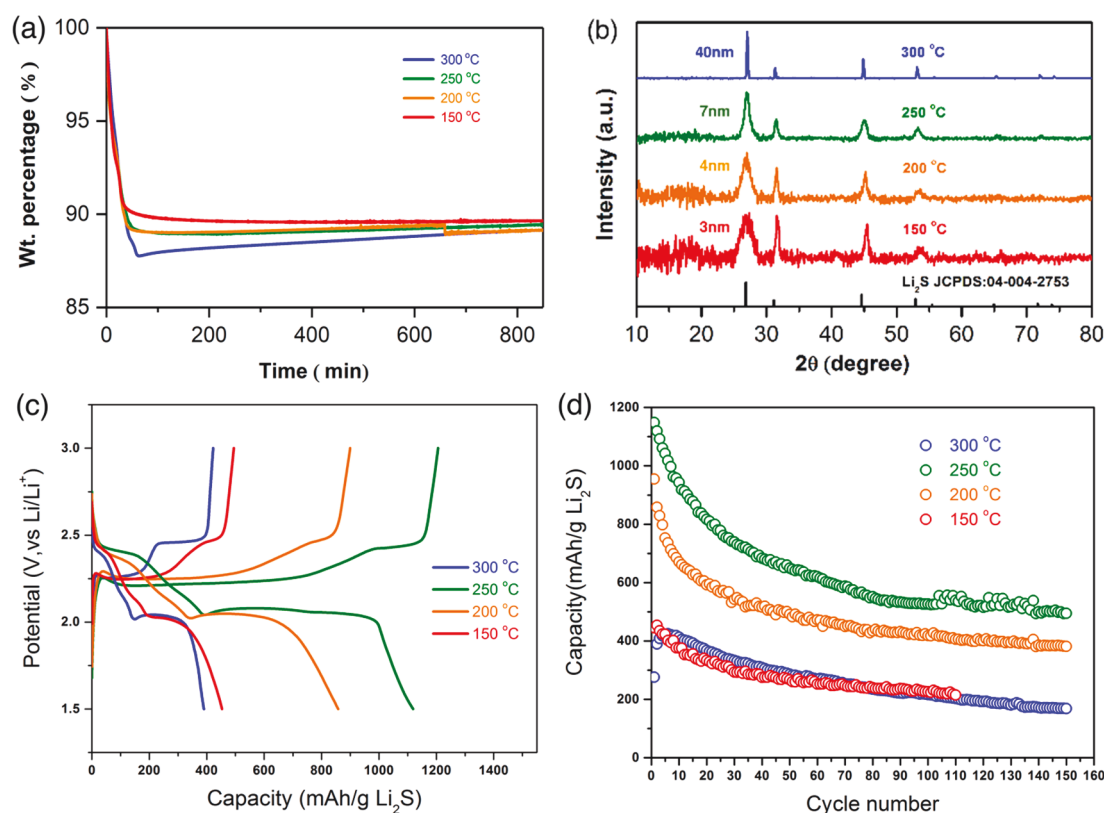 (a)
100
95
90
85
Wt. percentage ( % )
300 °C
250 °C
200 °C
150 °C
0 200 400 600 800
Time ( min)
(b)
Intensity (a.u.)
40nm 300 °C
7nm 250 °C
4nm 200 °C
3nm 150 °C
Li₂S JCPDS:04-004-2753
10 20 30 40 50 60 70 80
2θ (degree)
(c)
3.0
2.5
2.0
1.5
Potential (V,vs Li/Li⁺)
300 °C
250 °C
200 °C
150 °C
0 200 400 600 800 1000 1200 1400
Capacity (mAh/g Li₂S)
(d)
1200
1000
800
600
400
200
0
Capacity(mAh/g Li₂S)
300 °C
250 °C
200 °C
150 °C
0 10 20 30 40 50 60 70 80 90 100 110 120 130 140 150 160
Cycle number